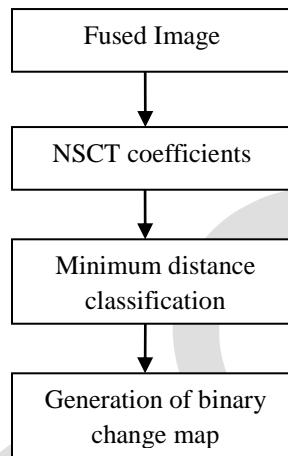 Fused Image
NSCT coefficients
Minimum distance
classification
Generation of binary
change map